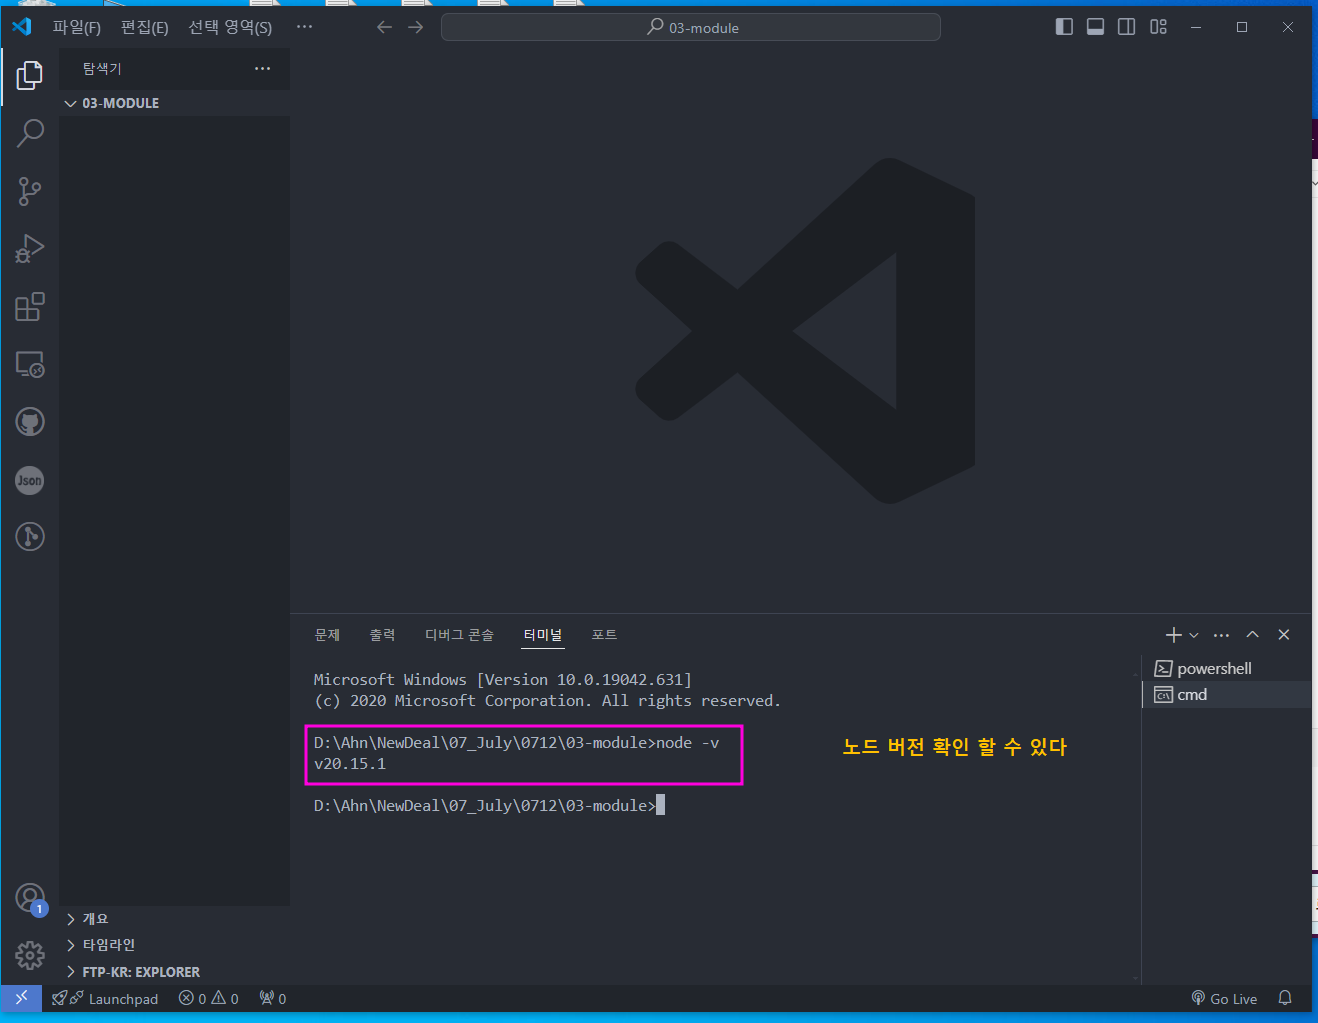 파일(F) 편집(E) 선택 영역(S) ···
03-module
탐색기 ···
03-MODULE
Json
문제 출력 디버그 콘솔 터미널 포트
powershell
cmd
Microsoft Windows [Version 10.0.19042.631]
(c) 2020 Microsoft Corporation. All rights reserved.
D:\Ahn\NewDeal\07_July\0712\03-module>node -v
v20.15.1
노드 버전 확인 할 수 있다
D:\Ahn\NewDeal\07_July\0712\03-module>
1
개요
타임라인
FTP-KR: EXPLORER
Launchpad 0 0 0 Go Live